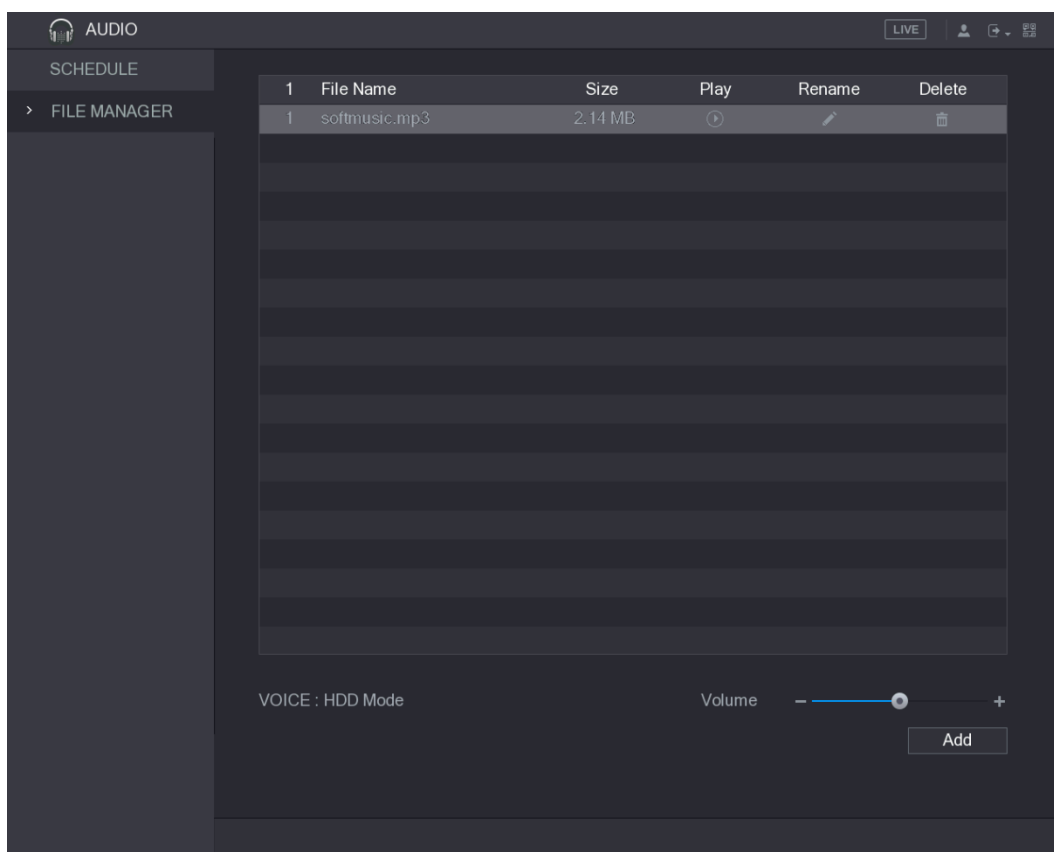 AUDIO LIVE
SCHEDULE
> FILE MANAGER
1 File Name Size Play Rename Delete
1 softmusic.mp3 2.14 MB
VOICE : HDD Mode Volume − +
Add